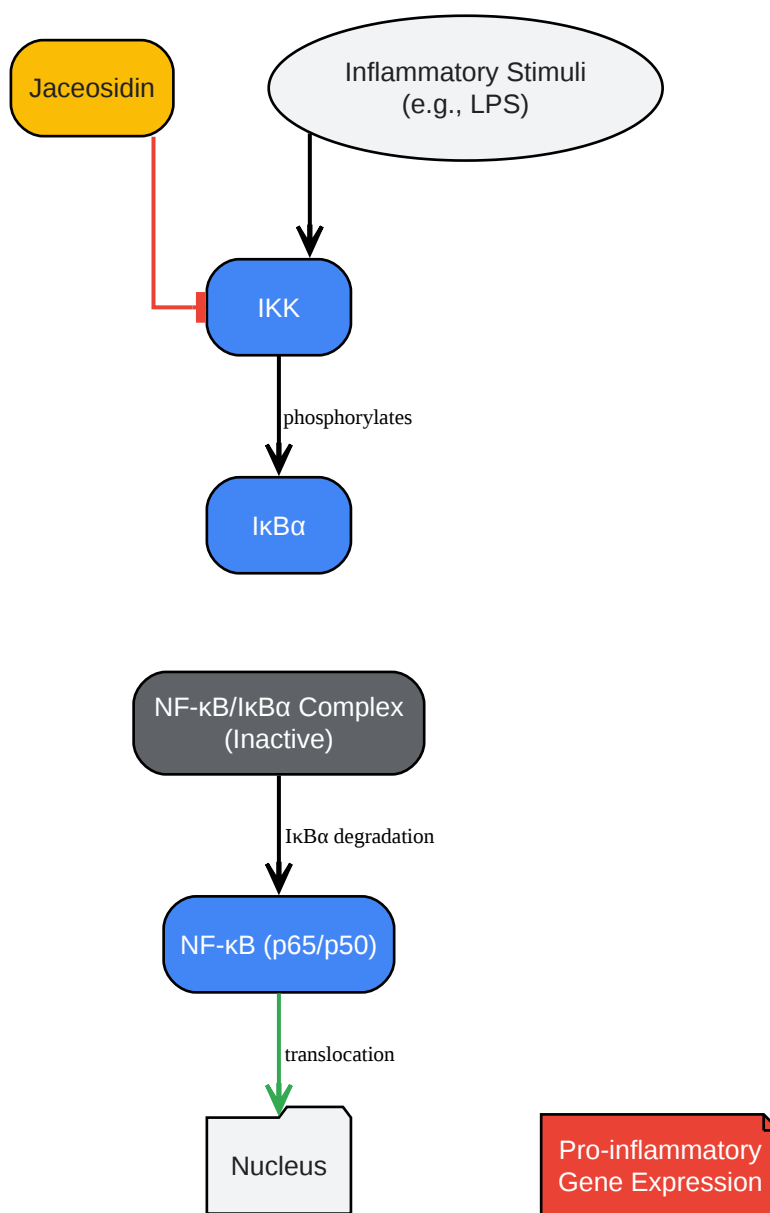 Jaceosidin
Inflammatory Stimuli
(e.g., LPS)
IKK
phosphorylates
IκBα
NF-κB/IκBα Complex
(Inactive)
IκBα degradation
NF-κB (p65/p50)
translocation
Nucleus
Pro-inflammatory
Gene Expression